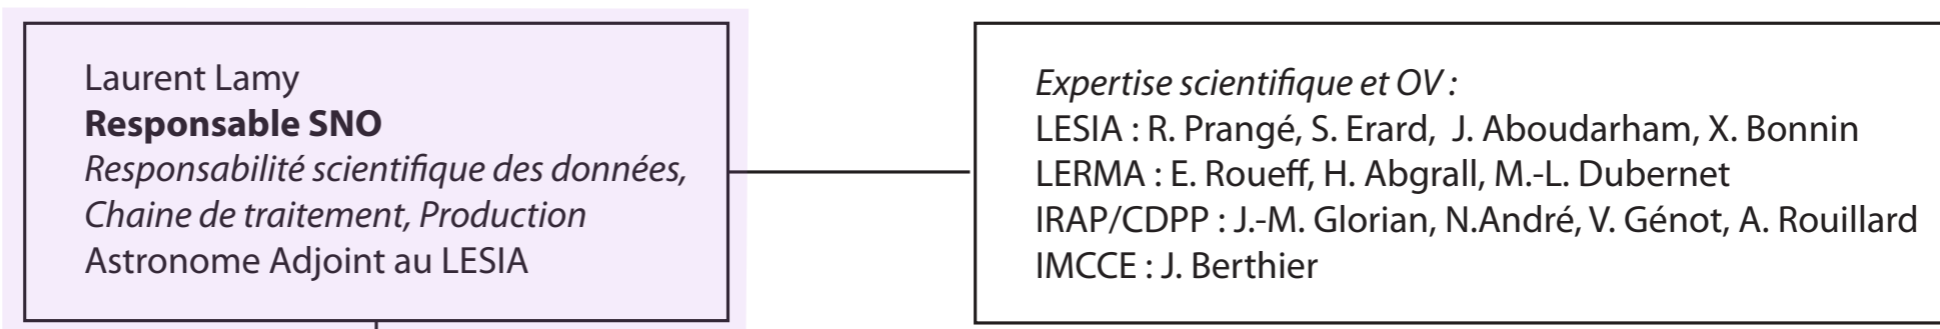 Laurent Lamy
Responsable SNO
Responsabilité scientifique des données,
Chaine de traitement, Production
Astronome Adjoint au LESIA
Expertise scientifique et OV :
LESIA : R. Prangé, S. Erard, J. Aboudarham, X. Bonnin
LERMA : E. Roueff, H. Abgrall, M.-L. Dubernet
IRAP/CDPP : J.-M. Glorian, N.André, V. Génot, A. Rouillard
IMCCE : J. Berthier